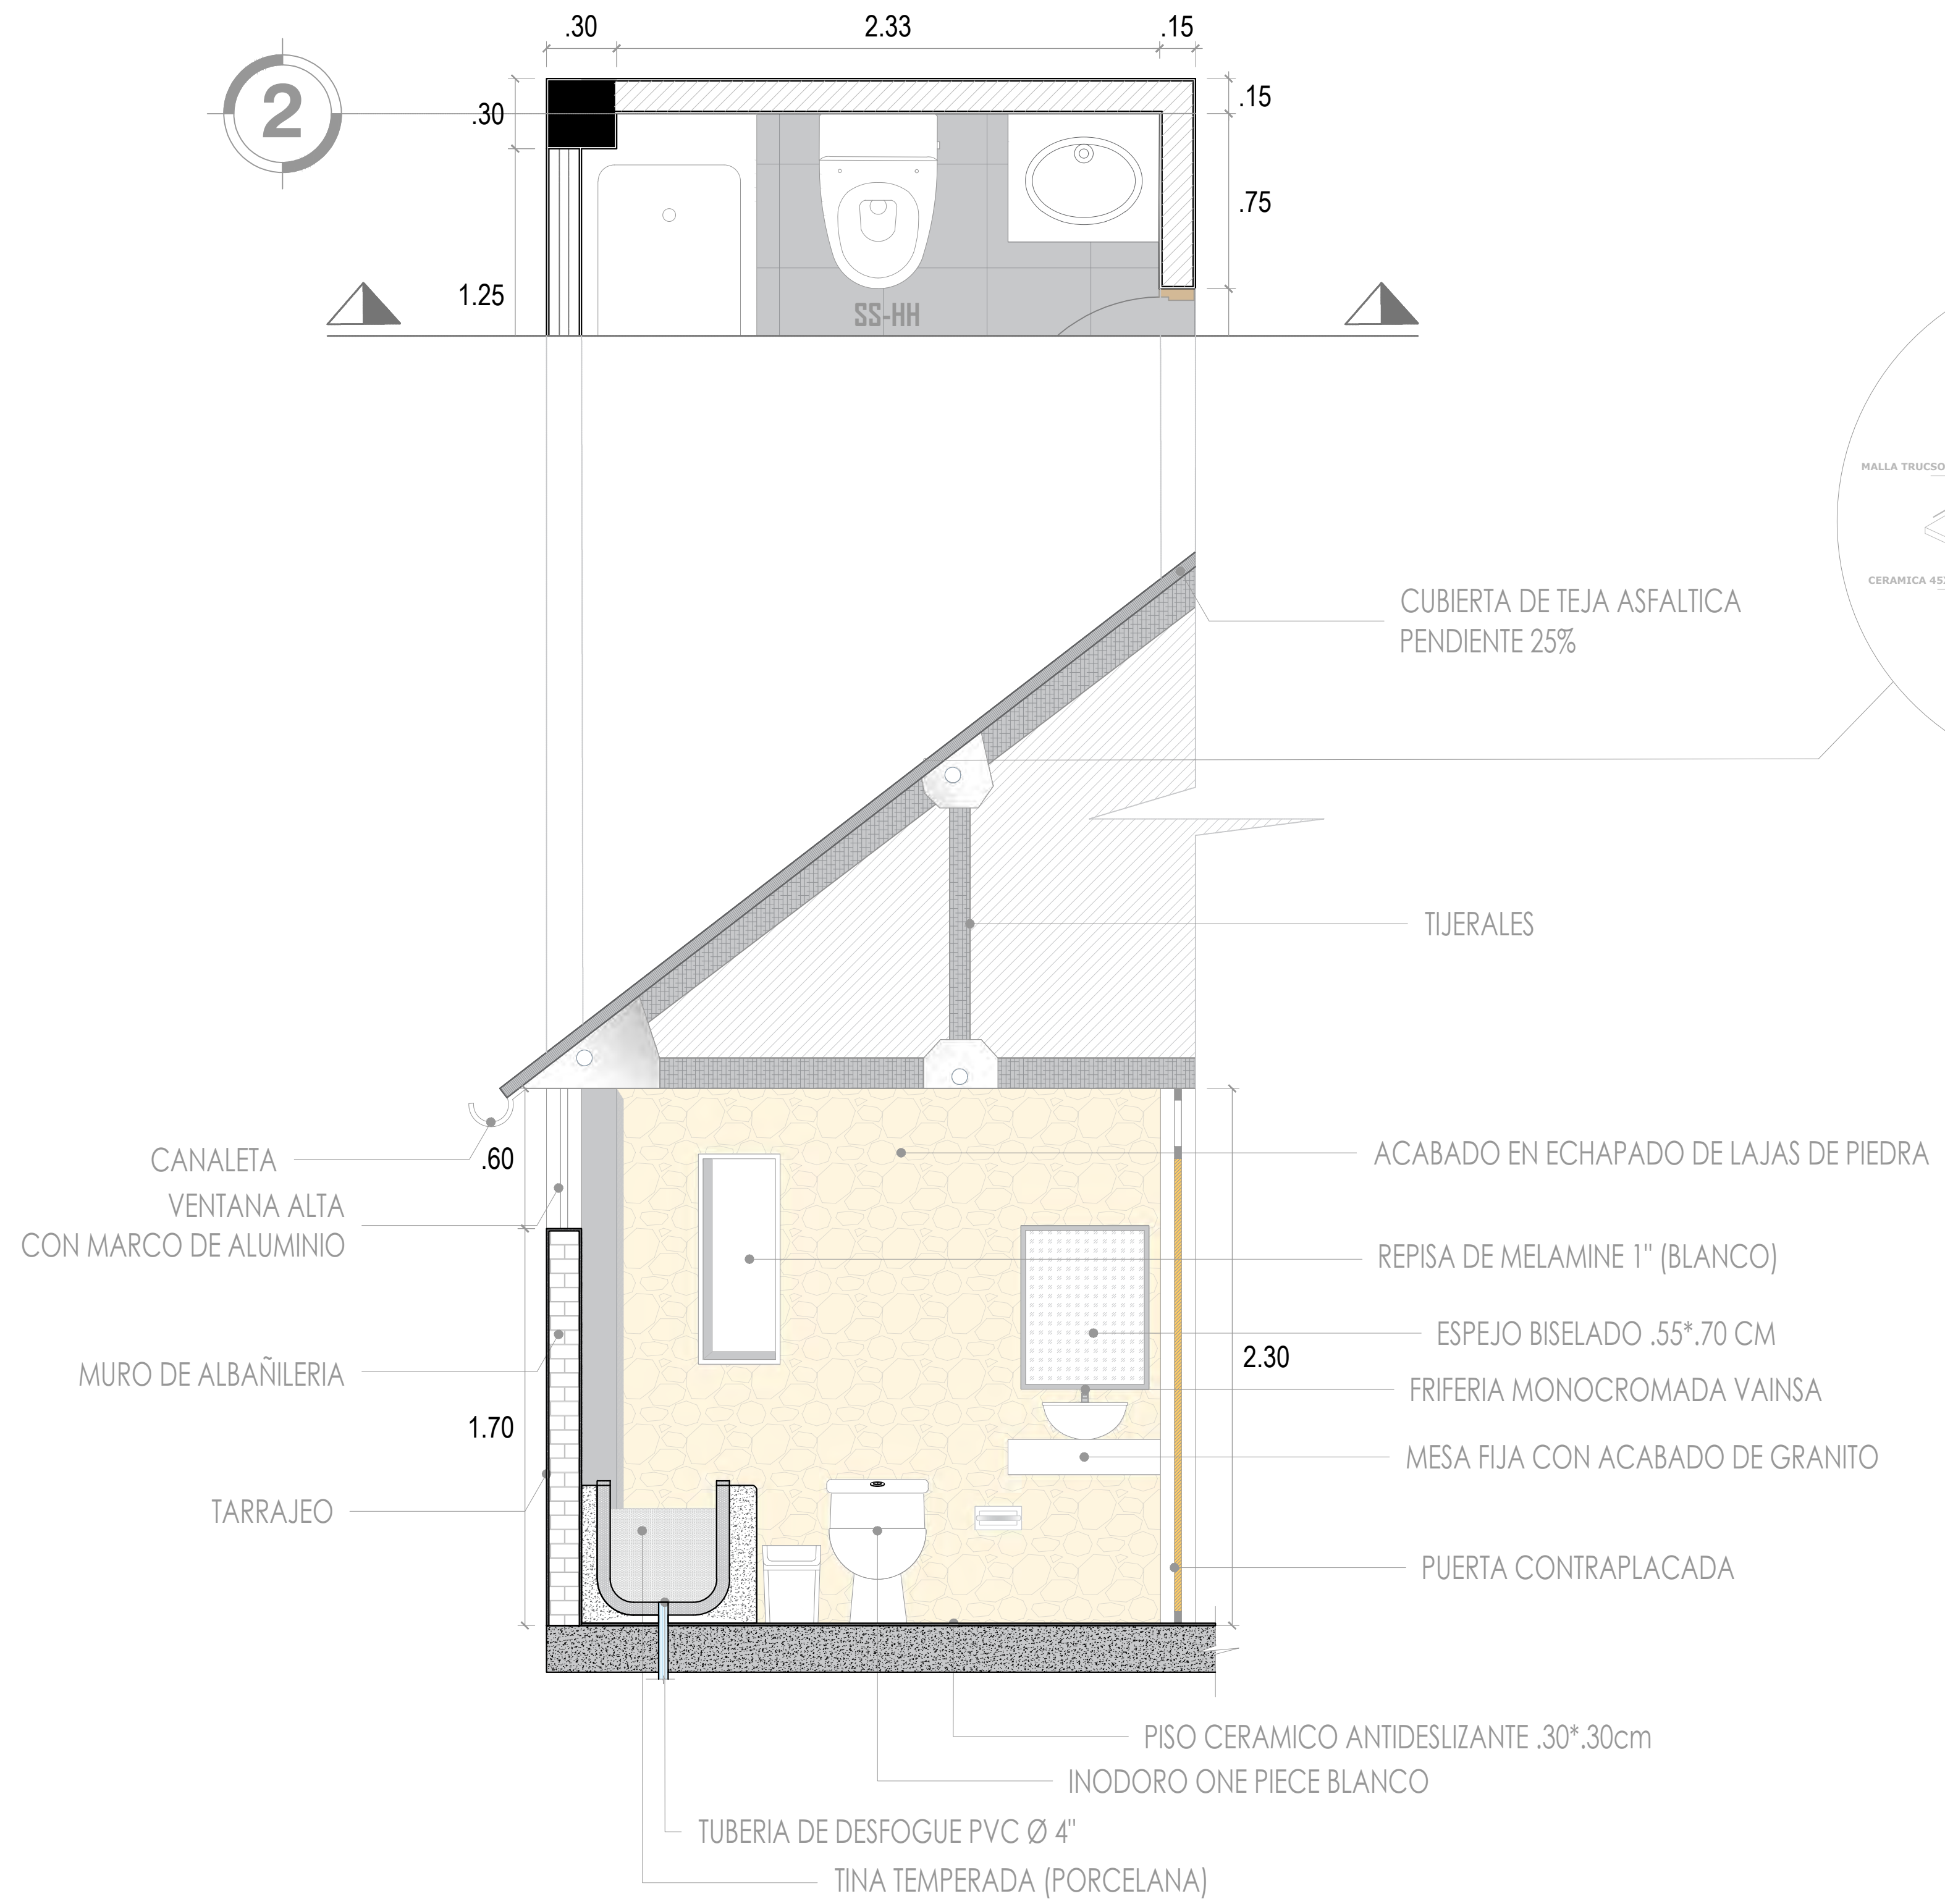 .30
2.33
.15
2
.30
.15
.75
1.25
SS-HH
MALLA TRUCSO
CERAMICA 45
CUBIERTA DE TEJA ASFALTICA
PENDIENTE 25%
TIJERALES
CANALETA
.60
ACABADO EN ECHAPADO DE LAJAS DE PIEDRA
VENTANA ALTA
CON MARCO DE ALUMINIO
REPISA DE MELAMINE 1" (BLANCO)
ESPEJO BISELADO .55*.70 CM
2.30
MURO DE ALBAÑILERIA
FRIFERIA MONOCROMADA VAINSA
1.70
MESA FIJA CON ACABADO DE GRANITO
TARRAJEO
PUERTA CONTRAPLACADA
PISO CERAMICO ANTIDESLIZANTE .30*.30cm
INODORO ONE PIECE BLANCO
TUBERIA DE DESFOGUE PVC Ø 4"
TINA TEMPERADA (PORCELANA)